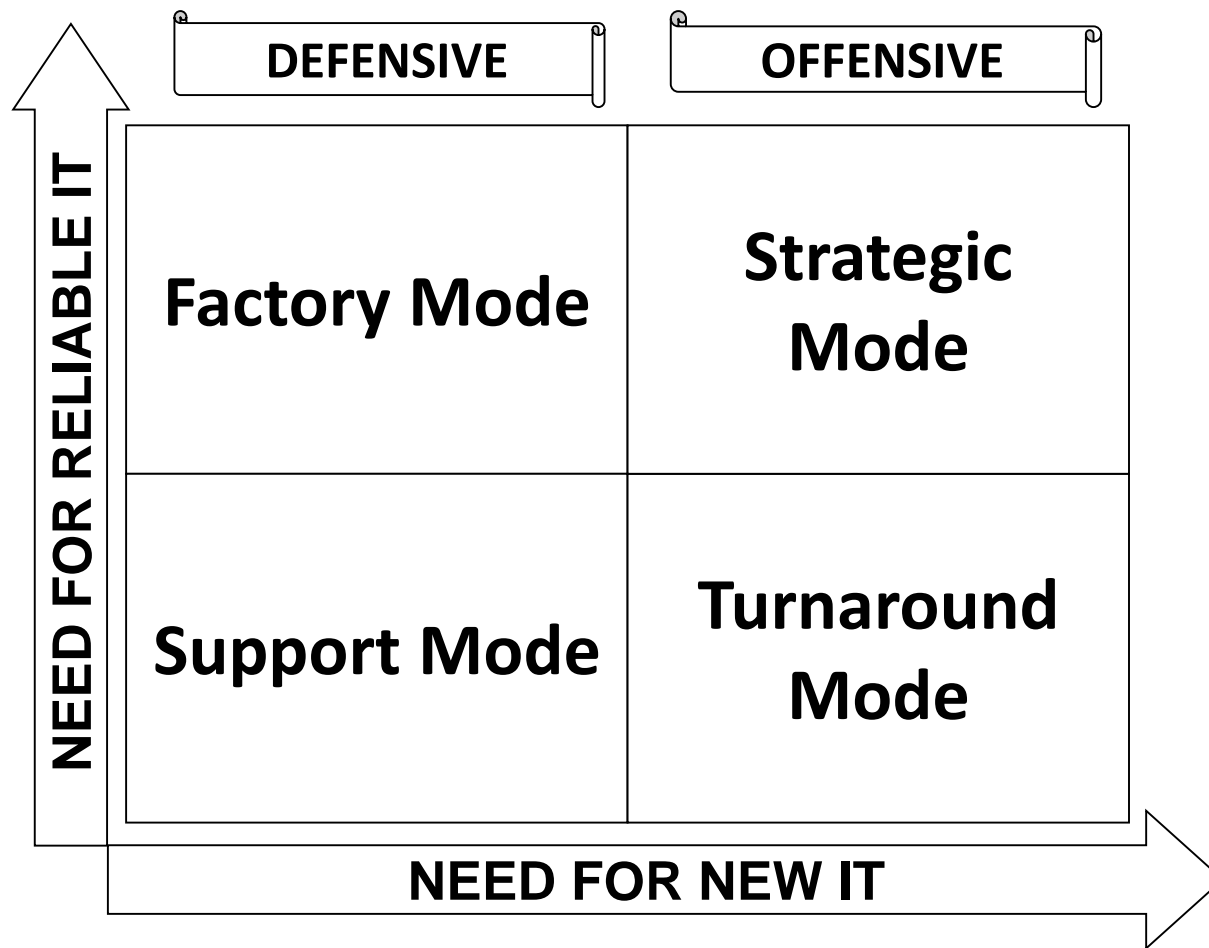 DEFENSIVE
OFFENSIVE
NEED FOR RELIABLE IT
Factory Mode
Strategic
Mode
Support Mode
Turnaround
Mode
NEED FOR NEW IT